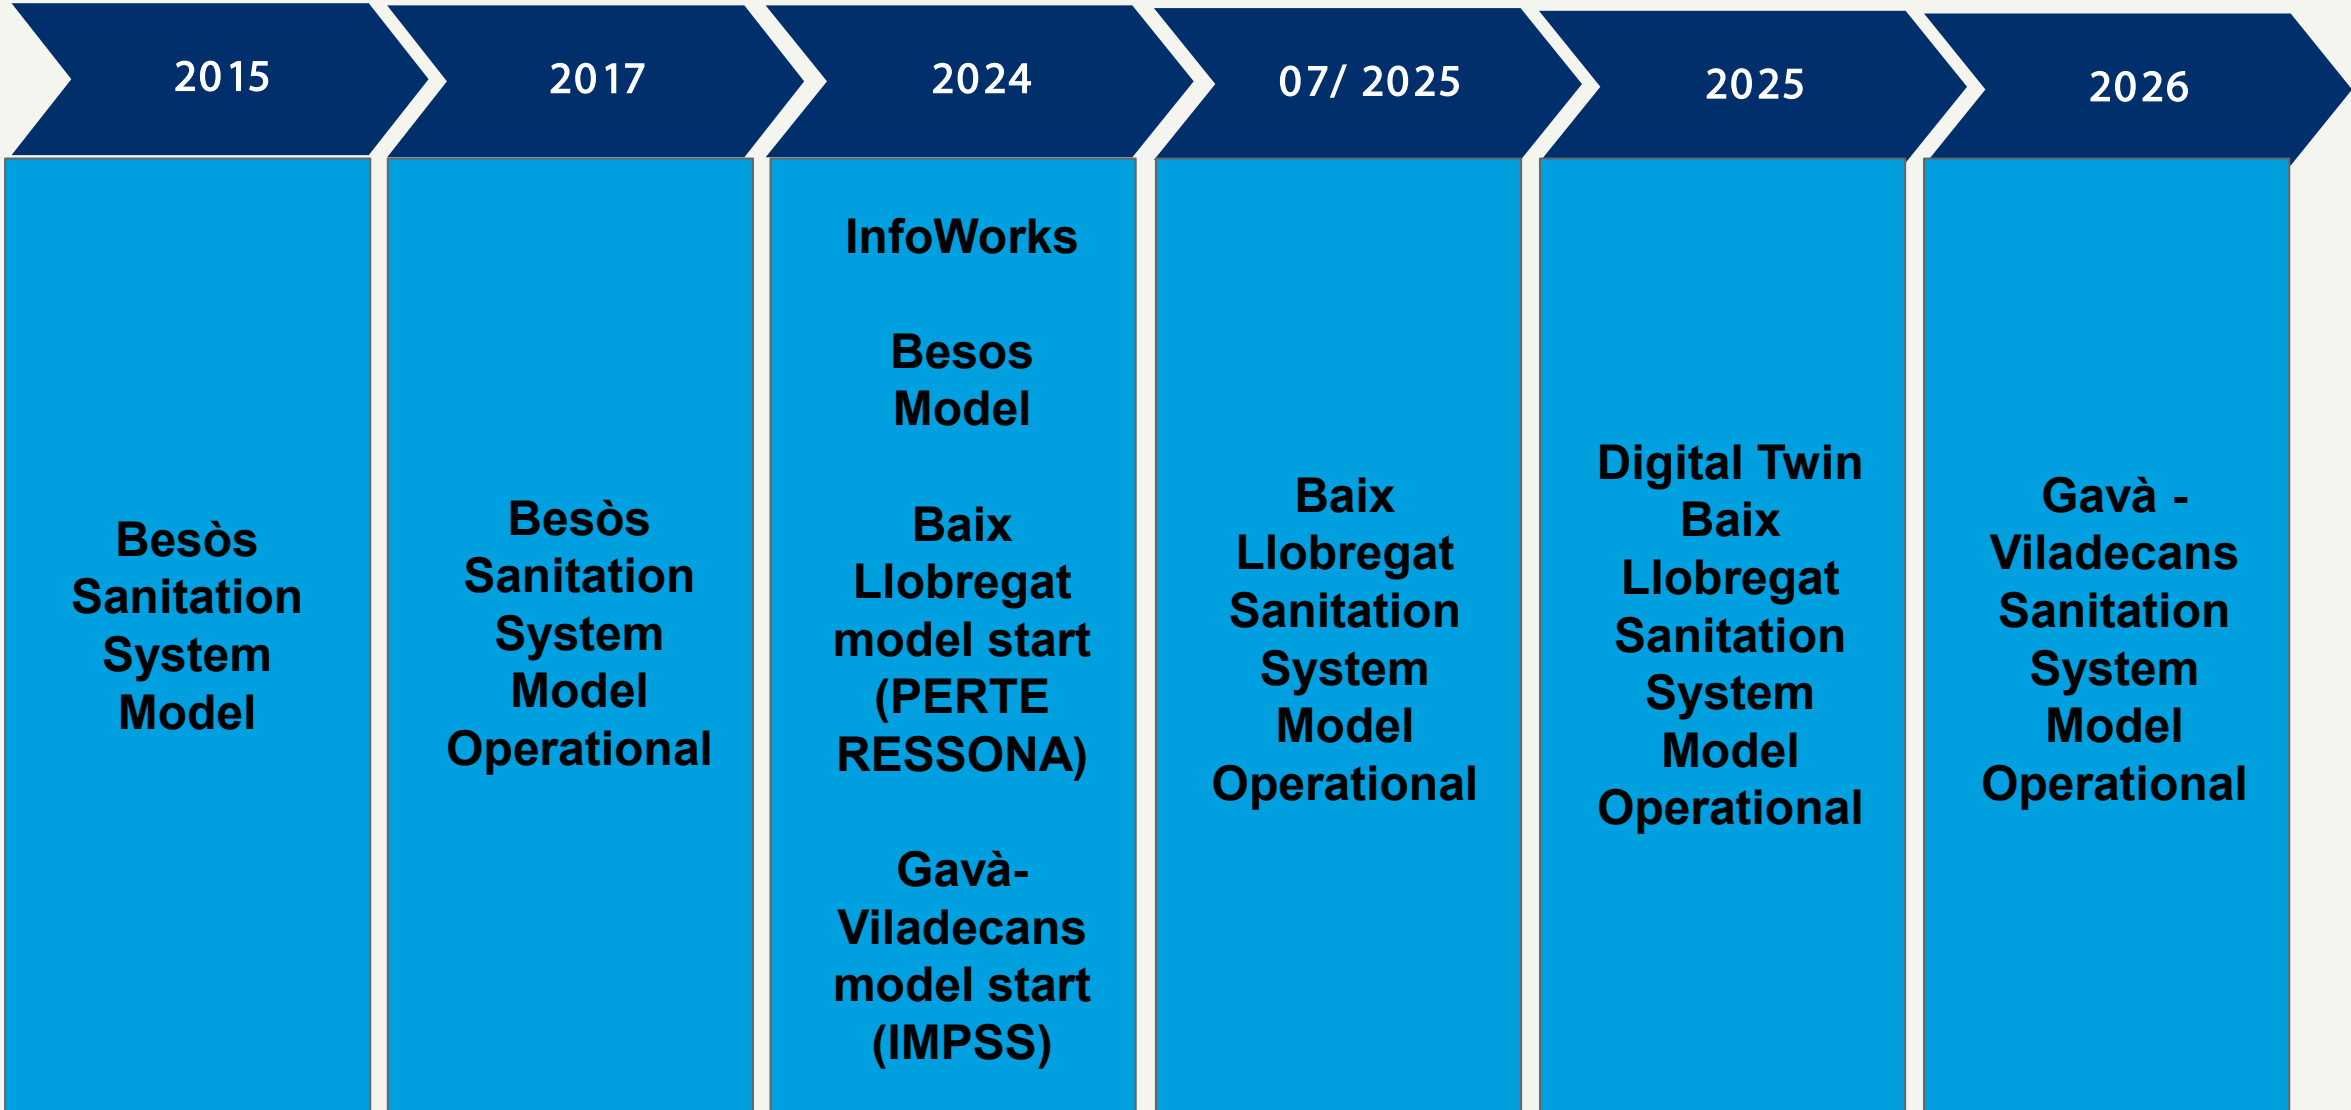 2015
2017
2024
07/ 2025
2025
2026
Besòs
Sanitation
System
Model
Besòs
Sanitation
System
Model
Operational
InfoWorks
Besos
Model
Baix
Llobregat
model start
(PERTE
RESSONA)
Gavà-
Viladecans
model start
(IMPSS)
Baix
Llobregat
Sanitation
System
Model
Operational
Digital Twin
Baix
Llobregat
Sanitation
System
Model
Operational
Gavà -
Viladecans
Sanitation
System
Model
Operational